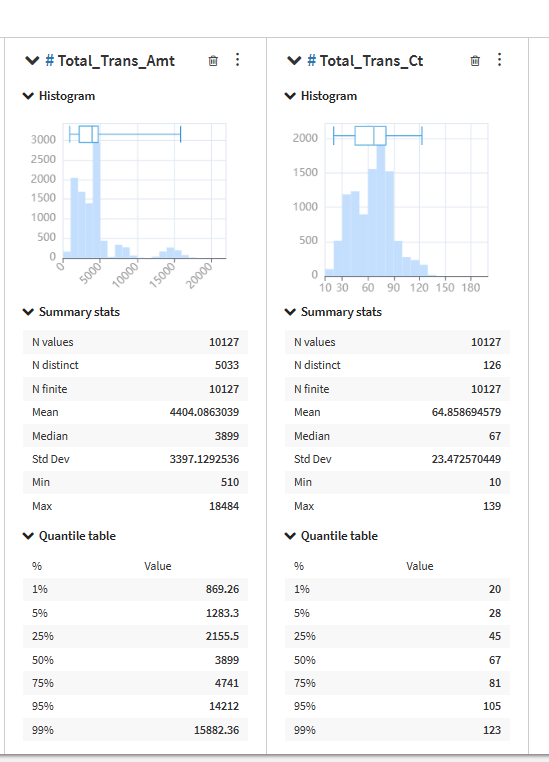 # Total_Trans_Amt
Histogram
3000
2500
2000
1500
1000
500
0
0 5000 10000 15000 20000
Summary stats
N values 10127
N distinct 5033
N finite 10127
Mean 4404.0863039
Median 3899
Std Dev 3397.1292536
Min 510
Max 18484
Quantile table
% Value
1% 869.26
5% 1283.3
25% 2155.5
50% 3899
75% 4741
95% 14212
99% 15882.36
# Total_Trans_Ct
Histogram
2000
1500
1000
500
0
10 30 60 90 120 150 180
Summary stats
N values 10127
N distinct 126
N finite 10127
Mean 64.858694579
Median 67
Std Dev 23.472570449
Min 10
Max 139
Quantile table
% Value
1% 20
5% 28
25% 45
50% 67
75% 81
95% 105
99% 123